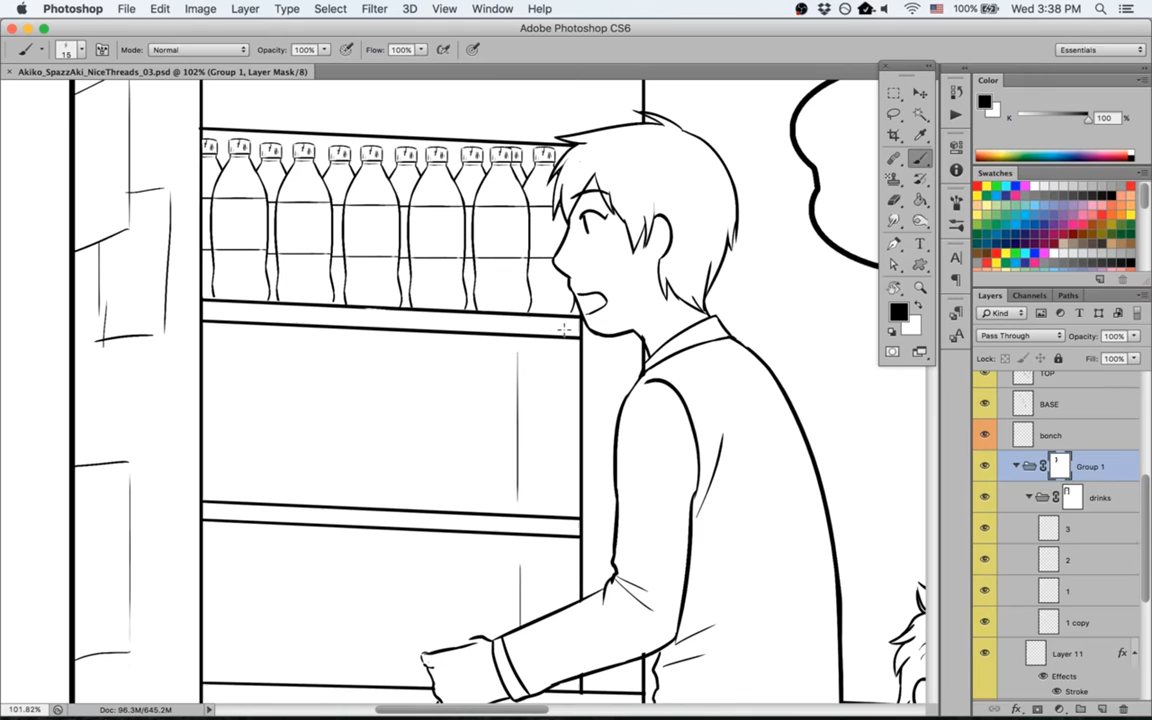 Photoshop File Edit Image Layer Type Select Filter 3D View Window Help 100% Wed 3:38 PM
Adobe Photoshop CS6
15 Mode: Normal Opacity: 100% Flow: 100% Essentials
× Akiko_SpazzAki_NiceThreads_03.psd @ 102% (Group 1, Layer Mask/8)
Color
K 100 %
Swatches
Layers Channels Paths
Kind
Pass Through Opacity: 100%
Lock: Fill: 100%
TOP
BASE
bonch
Group 1
drinks
3
2
1
1 copy
Layer 11 fx
Effects
Stroke
101.82% Doc: 96.3M/645.2M